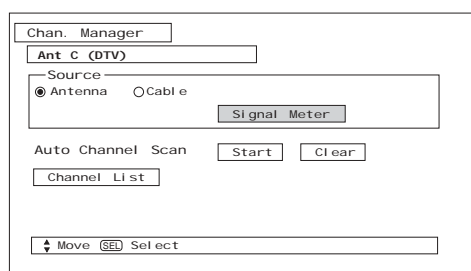 Chan. Manager
Ant C (DTV)
Source
Antenna Cable
Signal Meter
Auto Channel Scan Start Clear
Channel List
Move SEL Select